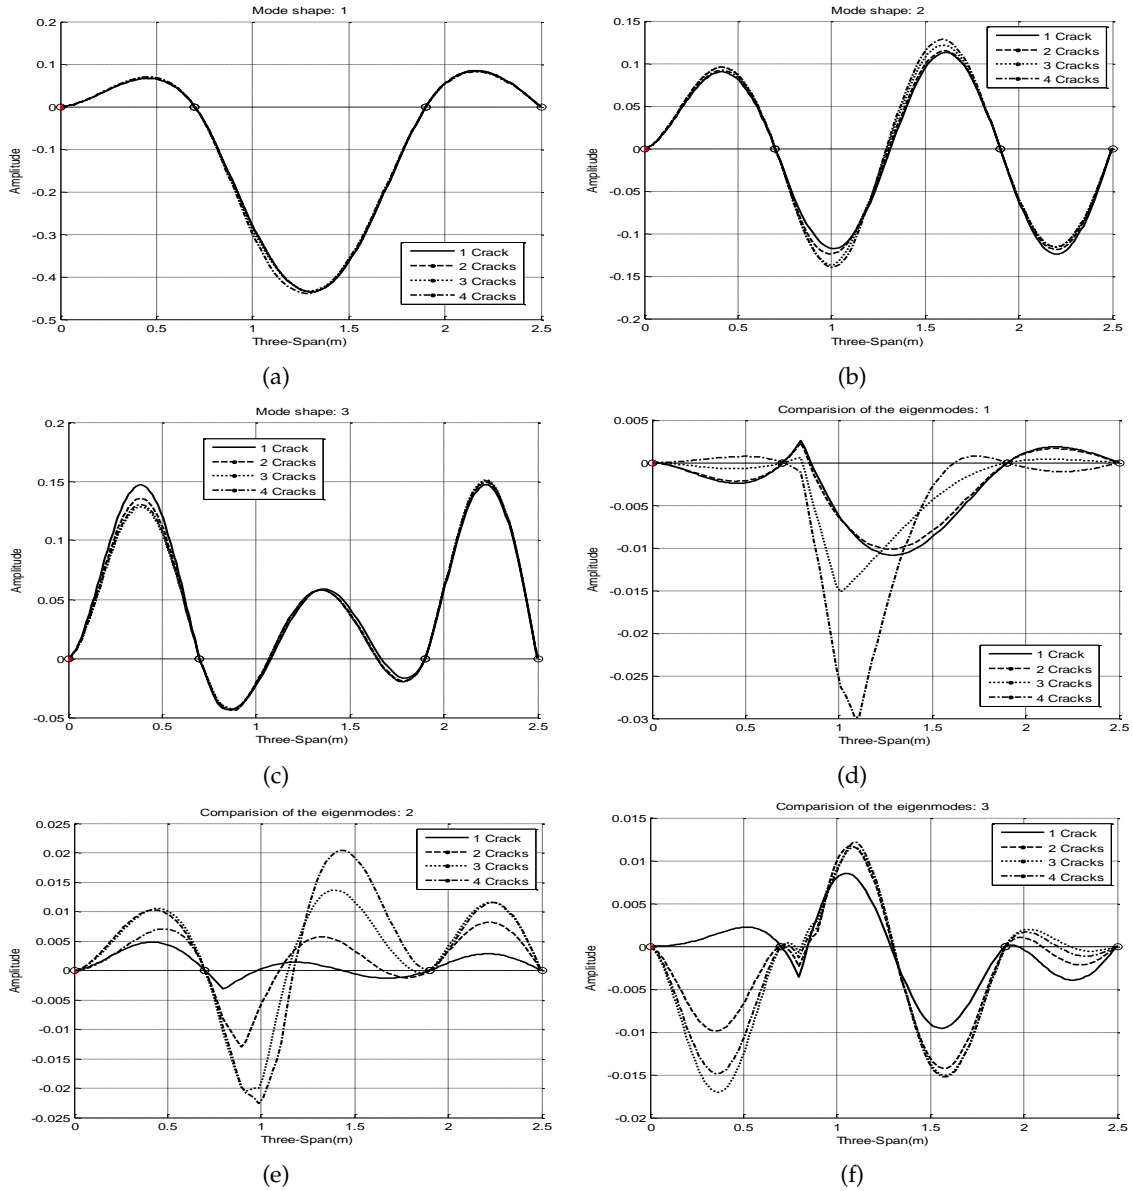 Mode shape: 1
0.2
0.1
0
-0.1
-0.2
-0.3
-0.4
-0.5
Amplitude
1 Crack
2 Cracks
3 Cracks
4 Cracks
0
0.5
1
1.5
2
2.5
Three-Span(m)
(a)
Mode shape: 2
0.15
0.1
0.05
0
-0.05
-0.1
-0.15
-0.2
Amplitude
1 Crack
2 Cracks
3 Cracks
4 Cracks
0
0.5
1
1.5
2
2.5
Three-Span(m)
(b)
Mode shape: 3
0.2
0.15
0.1
0.05
0
-0.05
Amplitude
1 Crack
2 Cracks
3 Cracks
4 Cracks
0
0.5
1
1.5
2
2.5
Three-Span(m)
(c)
Comparision of the eigenmodes: 1
0.005
0
-0.005
-0.01
-0.015
-0.02
-0.025
-0.03
Amplitude
1 Crack
2 Cracks
3 Cracks
4 Cracks
0
0.5
1
1.5
2
2.5
Three-Span(m)
(d)
Comparision of the eigenmodes: 2
0.025
0.02
0.015
0.01
0.005
0
-0.005
-0.01
-0.015
-0.02
-0.025
Amplitude
1 Crack
2 Cracks
3 Cracks
4 Cracks
0
0.5
1
1.5
2
2.5
Three-Span(m)
(e)
Comparision of the eigenmodes: 3
0.015
0.01
0.005
0
-0.005
-0.01
-0.015
-0.02
Amplitude
1 Crack
2 Cracks
3 Cracks
4 Cracks
0
0.5
1
1.5
2
2.5
Three-Span(m)
(f)